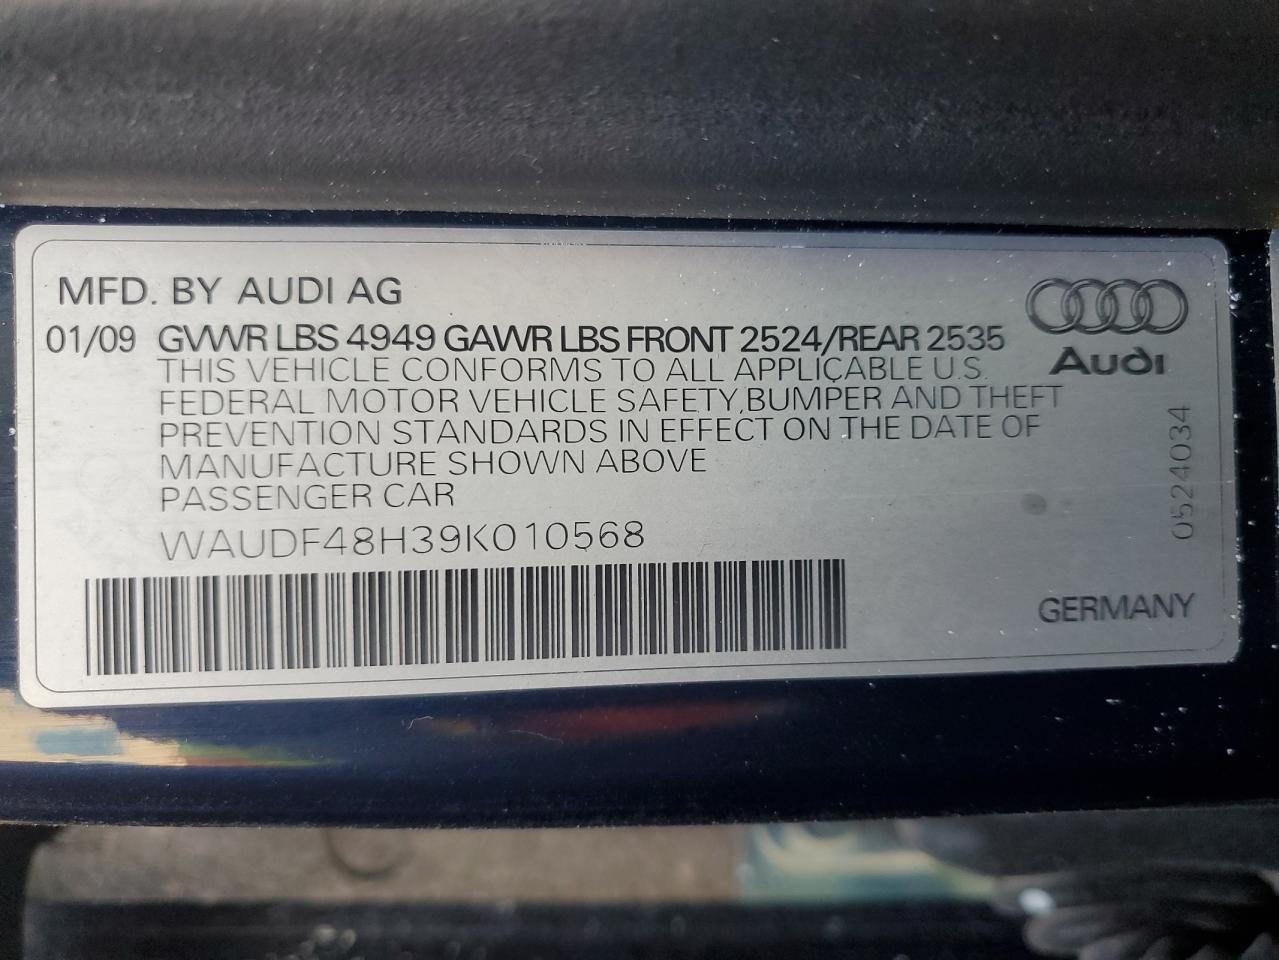 MFD. BY AUDI AG
01/09 GVWR LBS 4949 GAWR LBS FRONT 2524/REAR 2535
THIS VEHICLE CONFORMS TO ALL APPLICABLE U.S.
FEDERAL MOTOR VEHICLE SAFETY, BUMPER AND THEFT
PREVENTION STANDARDS IN EFFECT ON THE DATE OF
MANUFACTURE SHOWN ABOVE
PASSENGER CAR
WAUDF48H39K010568
Audi
0524034
GERMANY